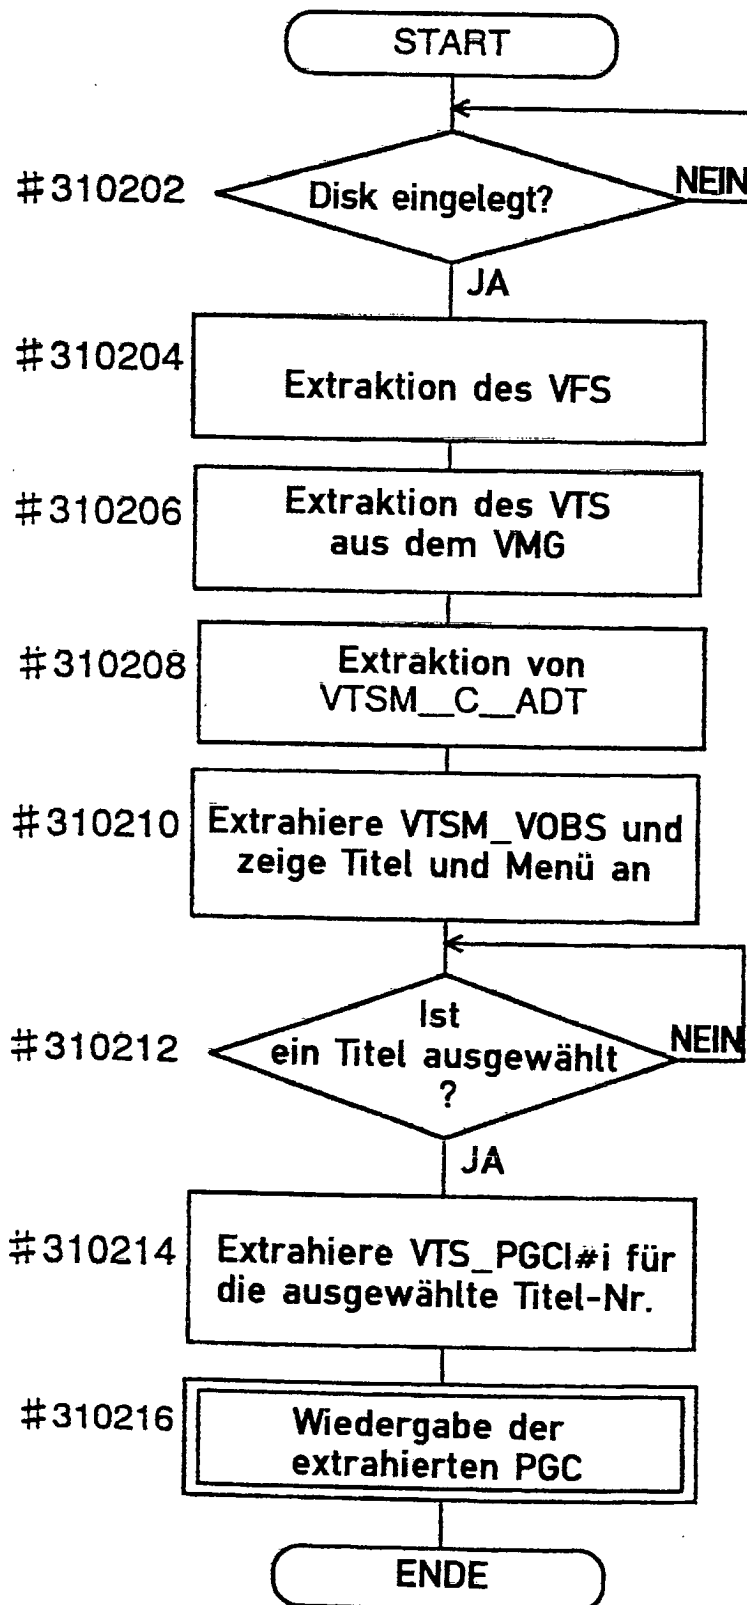 START
#310202
Disk eingelegt?
NEIN
JA
#310204
Extraktion des VFS
#310206
Extraktion des VTS
aus dem VMG
#310208
Extraktion von
VTSM__C__ADT
#310210
Extrahiere VTSM_VOBS und
zeige Titel und Menü an
#310212
Ist
ein Titel ausgewählt
?
NEIN
JA
#310214
Extrahiere VTS_PGCI#i für
die ausgewählte Titel-Nr.
#310216
Wiedergabe der
extrahierten PGC
ENDE